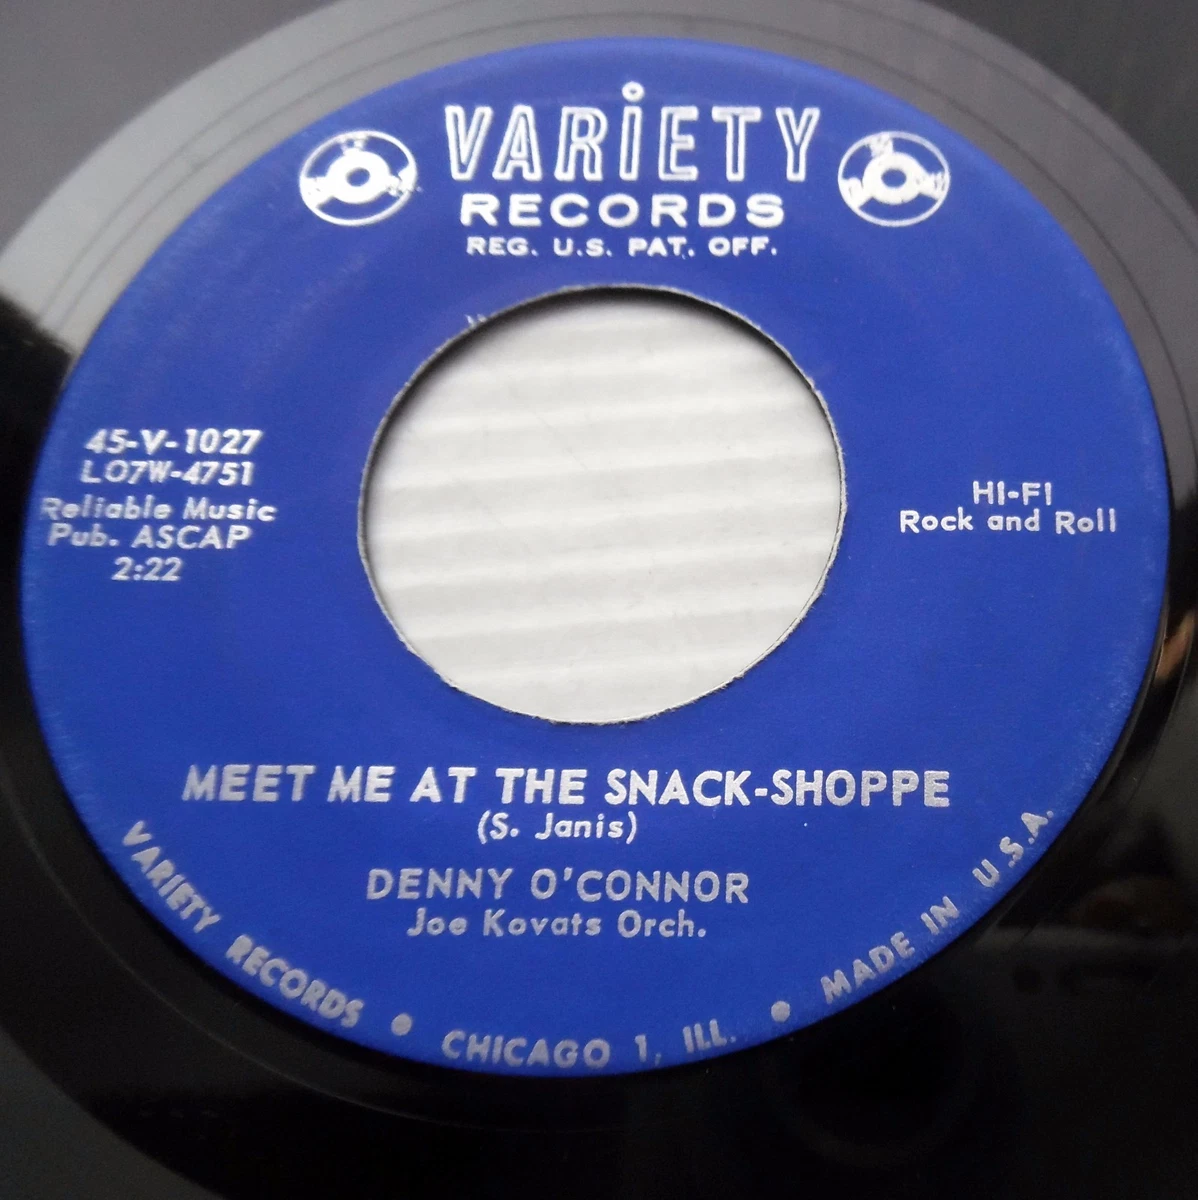 VARiETY
RECORDS
REG. U.S. PAT. OFF.
45-V-1027
LO7W-4751
Reliable Music
Pub. ASCAP
2:22
HI-FI
Rock and Roll
MEET ME AT THE SNACK-SHOPPE
(S. Janis)
DENNY O'CONNOR
Joe Kovats Orch.
VARIETY RECORDS • CHICAGO 1, ILL. • MADE IN U.S.A.